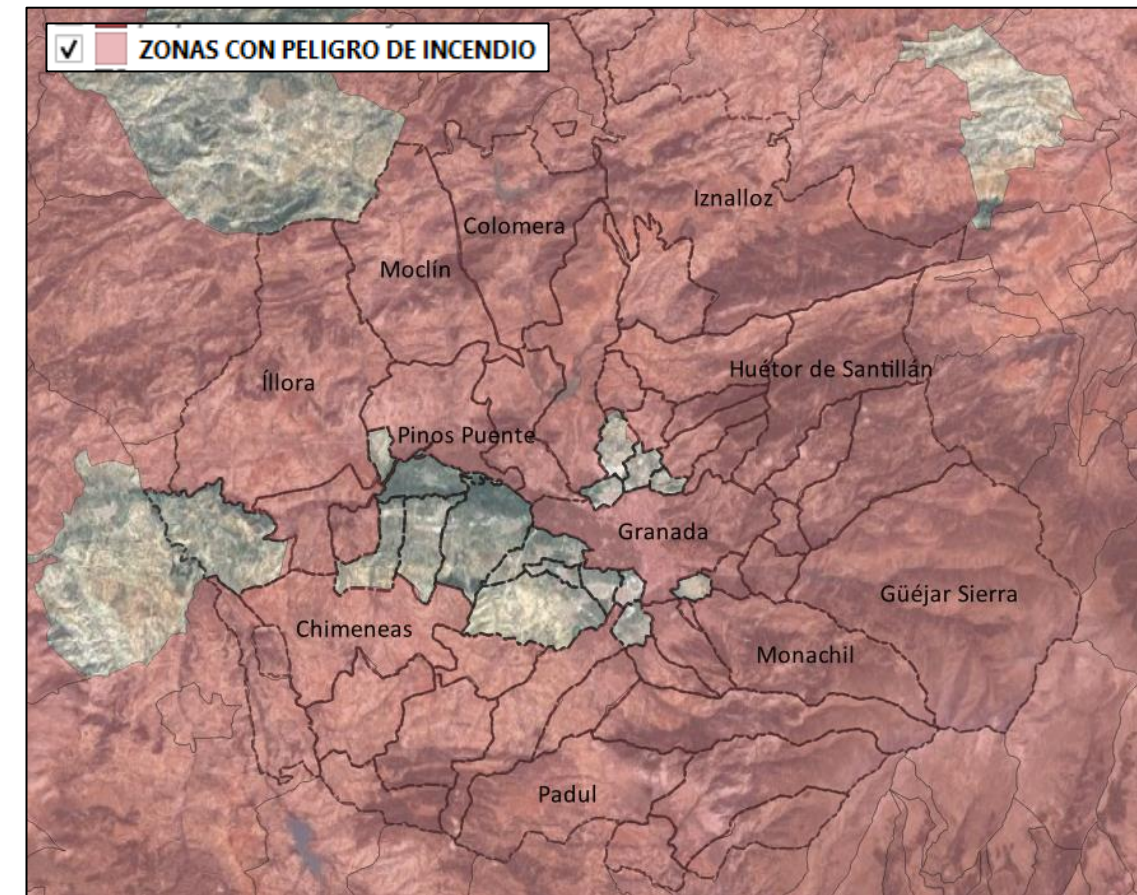 ZONAS CON PELIGRO DE INCENDIO
Iznalloz
Colomera
Moclín
Huétor de Santillán
Íllora
Pinos Puente
Granada
Güéjar Sierra
Chimeneas
Monachil
Padul